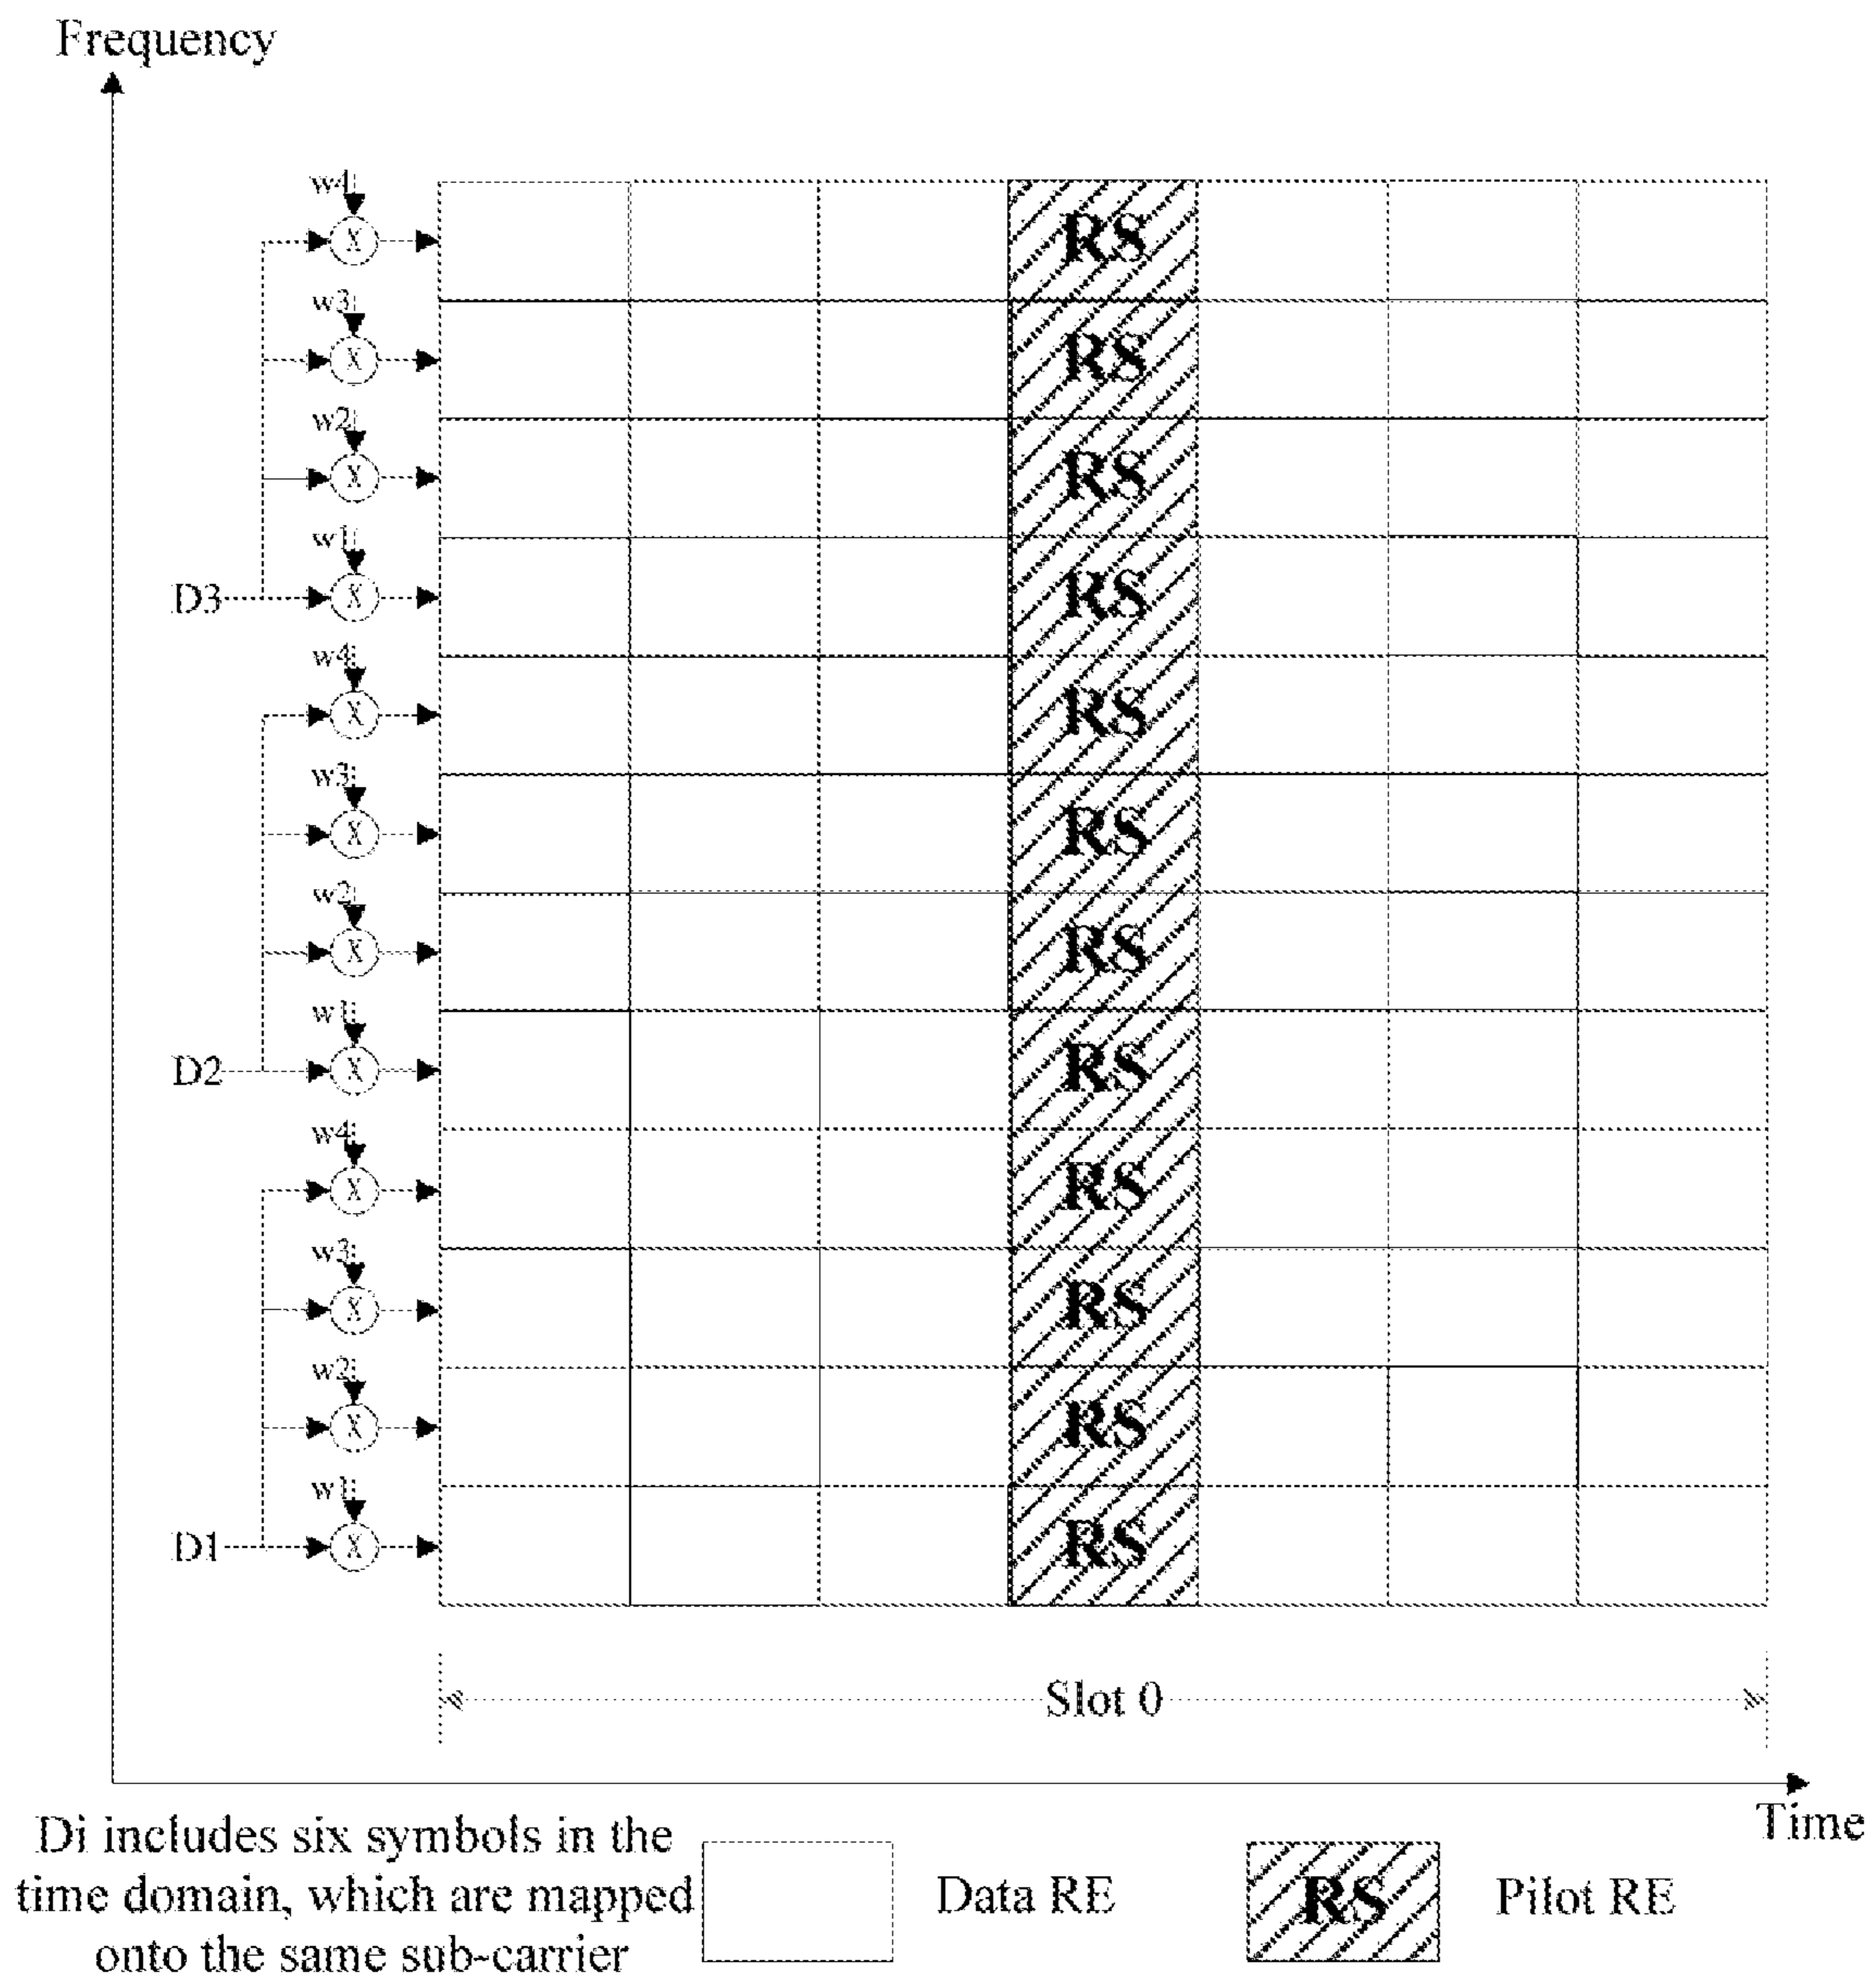 Frequency
w4
X
RS
w3
X
RS
w2
X
RS
w1
D3
X
RS
w4
X
RS
w3
X
RS
w2
X
RS
w1
D2
X
RS
w4
X
RS
w3
X
RS
w2
X
RS
w1
D1
X
RS
Slot 0
Time
Di includes six symbols in the
time domain, which are mapped
onto the same sub-carrier
Data RE
RS
Pilot RE